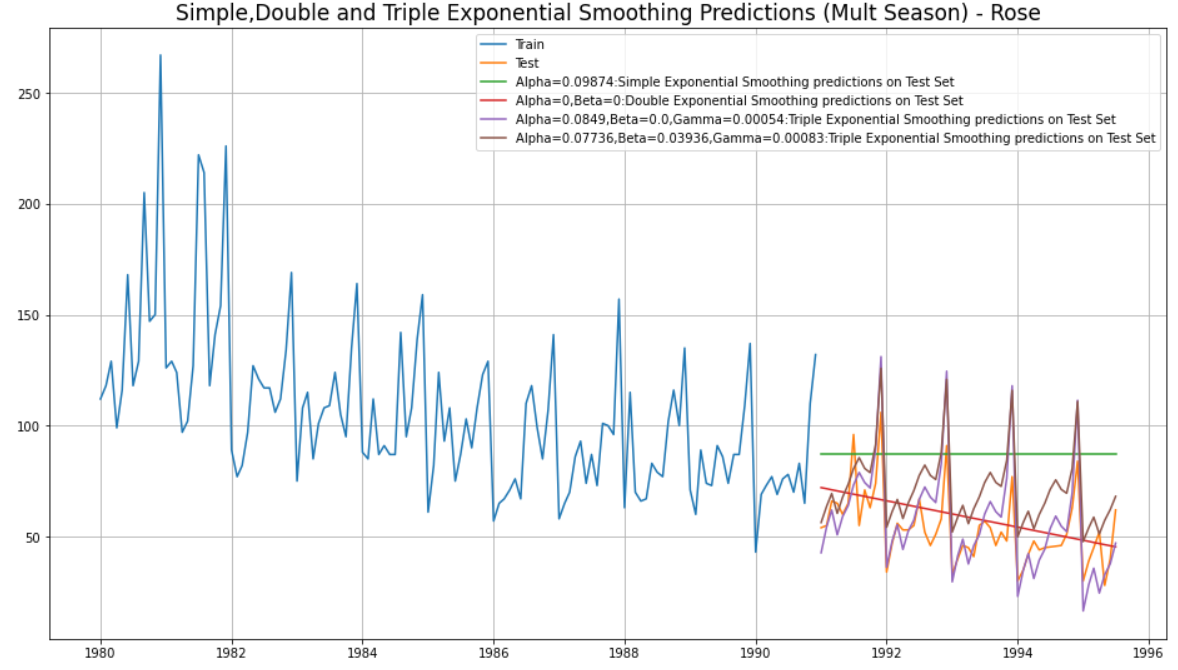 Simple,Double and Triple Exponential Smoothing Predictions (Mult Season) - Rose
Train
Test
Alpha=0.09874:Simple Exponential Smoothing predictions on Test Set
Alpha=0,Beta=0:Double Exponential Smoothing predictions on Test Set
Alpha=0.0849,Beta=0.0,Gamma=0.00054:Triple Exponential Smoothing predictions on Test Set
Alpha=0.07736,Beta=0.03936,Gamma=0.00083:Triple Exponential Smoothing predictions on Test Set
250
200
150
100
50
1980 1982 1984 1986 1988 1990 1992 1994 1996